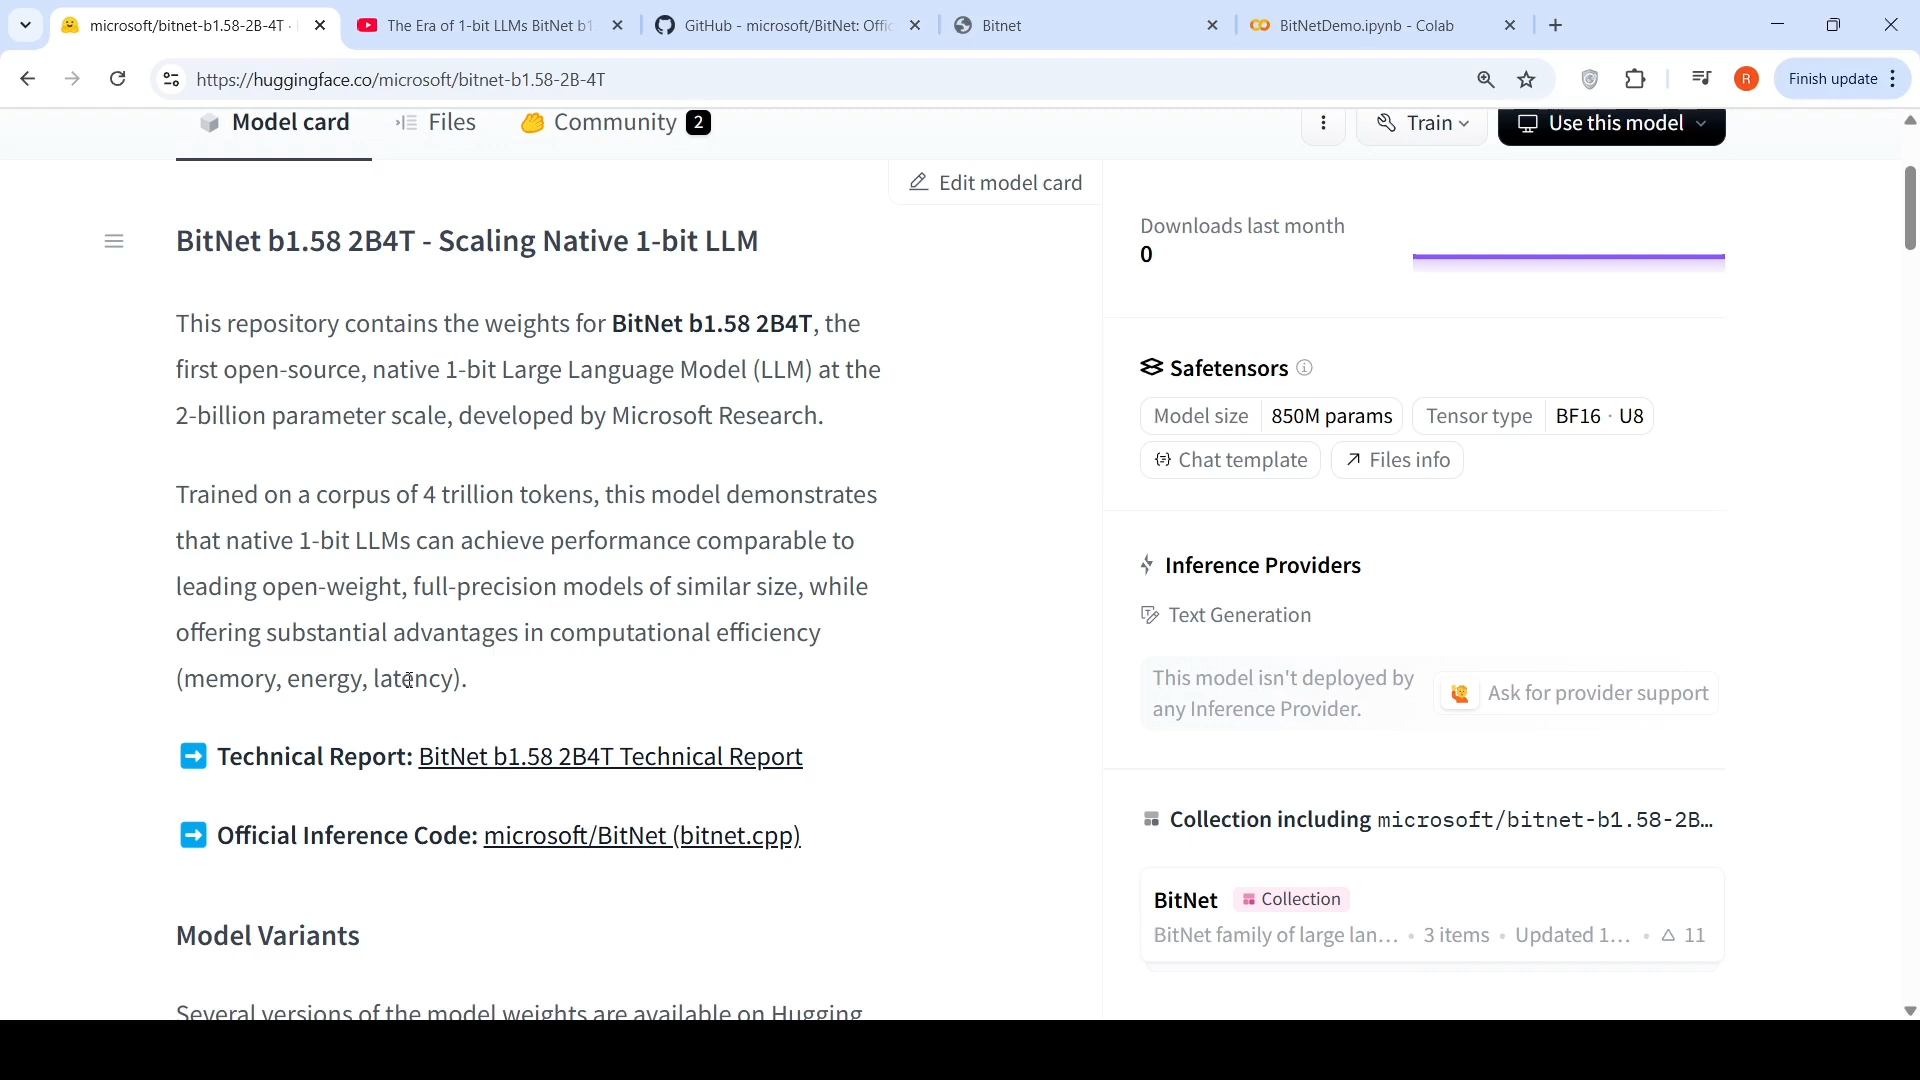 microsoft/bitnet-b1.58-2B-4T ·
The Era of 1-bit LLMs BitNet b1
GitHub - microsoft/BitNet: Offic
Bitnet
BitNetDemo.ipynb - Colab
https://huggingface.co/microsoft/bitnet-b1.58-2B-4T
R
Finish update
Model card
Files
Community 2
Train
Use this model
Edit model card
BitNet b1.58 2B4T - Scaling Native 1-bit LLM
This repository contains the weights for BitNet b1.58 2B4T, the
first open-source, native 1-bit Large Language Model (LLM) at the
2-billion parameter scale, developed by Microsoft Research.
Trained on a corpus of 4 trillion tokens, this model demonstrates
that native 1-bit LLMs can achieve performance comparable to
leading open-weight, full-precision models of similar size, while
offering substantial advantages in computational efficiency
(memory, energy, latency).
Technical Report: BitNet b1.58 2B4T Technical Report
Official Inference Code: microsoft/BitNet (bitnet.cpp)
Model Variants
Several versions of the model weights are available on Hugging
Downloads last month
0
Safetensors
Model size 850M params
Tensor type BF16 · U8
Chat template
Files info
Inference Providers
Text Generation
This model isn't deployed by
any Inference Provider.
Ask for provider support
Collection including microsoft/bitnet-b1.58-2B…
BitNet Collection
BitNet family of large lan… • 3 items • Updated 1… • 11